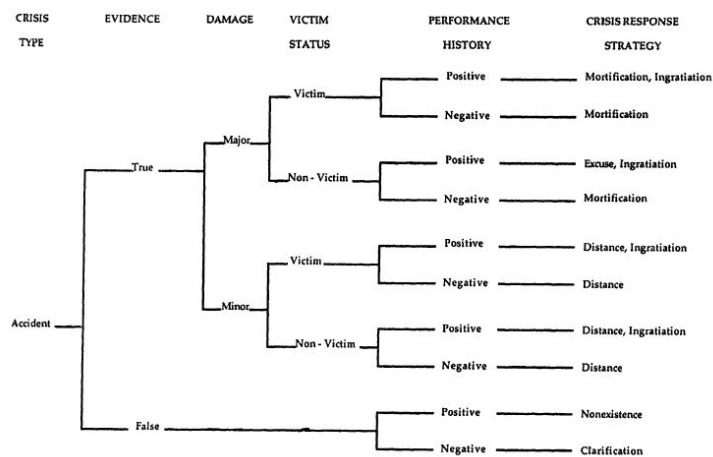 CRISIS EVIDENCE DAMAGE VICTIM PERFORMANCE CRISIS RESPONSE
TYPE STATUS HISTORY STRATEGY
Victim Positive Mortification, Ingratiation
Negative Mortification
Major
True Non - Victim Positive Excuse, Ingratiation
Negative Mortification
Victim Positive Distance, Ingratiation
Negative Distance
Minor
Accident Non - Victim Positive Distance, Ingratiation
Negative Distance
False Positive Nonexistence
Negative Clarification